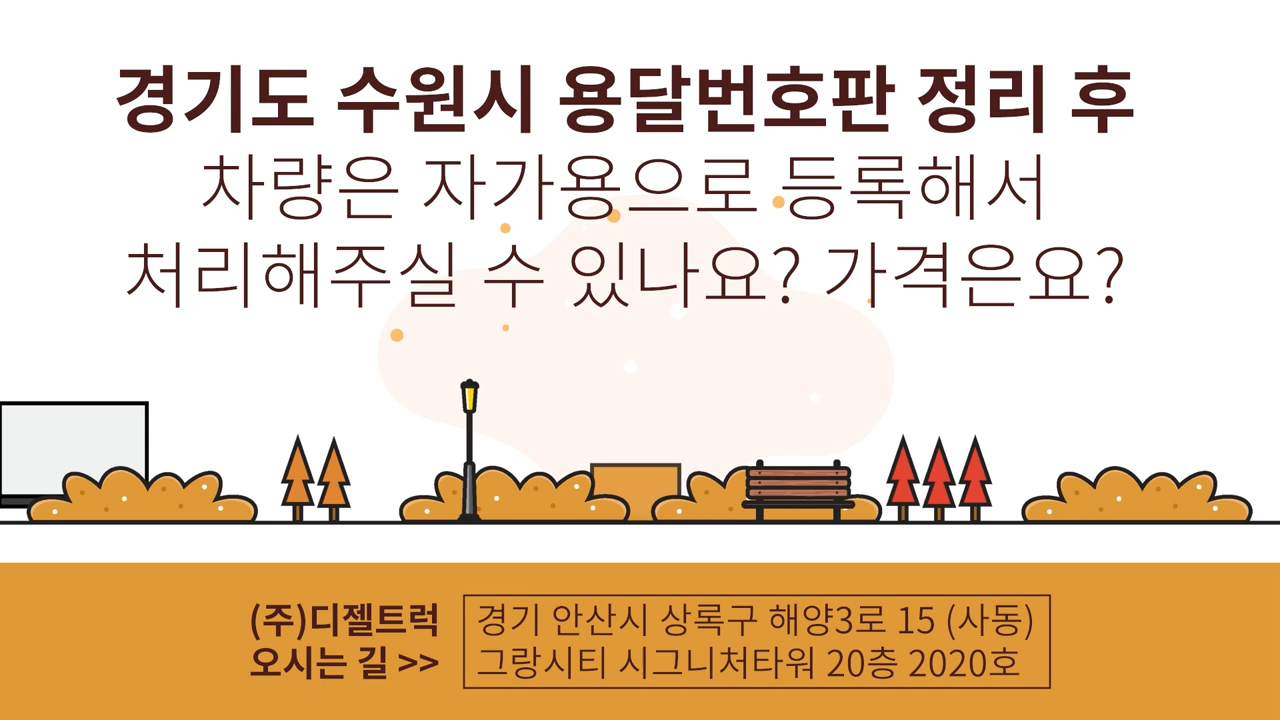 경기도 수원시 용달번호판 정리 후
차량은 자가용으로 등록해서
처리해주실 수 있나요? 가격은요?
(주)디젤트럭
오시는 길 >>
경기 안산시 상록구 해양3로 15 (사동)
그랑시티 시그니처타워 20층 2020호